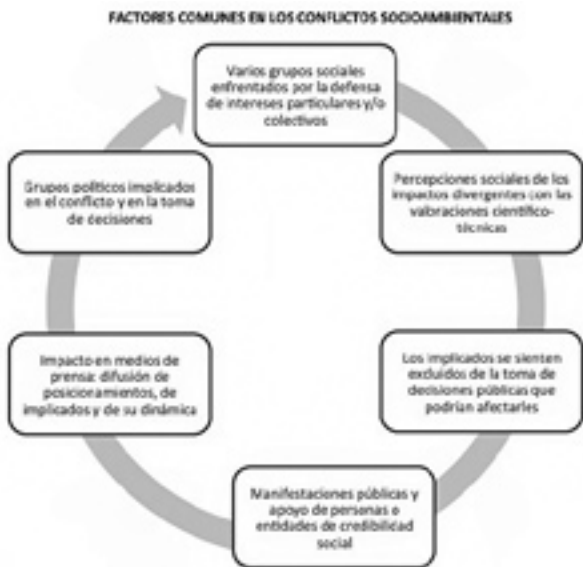 FACTORES COMUNES EN LOS CONFLICTOS SOCIOAMBIENTALES
Varios grupos sociales
enfrentados por la defensa
de intereses particulares y/o
colectivos
Percepciones sociales de los
impactos divergentes con las
valoraciones científico-
técnicas
Los implicados se sienten
excluidos de la toma de
decisiones públicas que
podrían afectarles
Manifestaciones públicas y
apoyo de personas o
entidades de credibilidad
social
Impacto en medios de
prensa: difusión de
posicionamientos, de
implicados y de su dinámica
Grupos políticos implicados
en el conflicto y en la toma
de decisiones